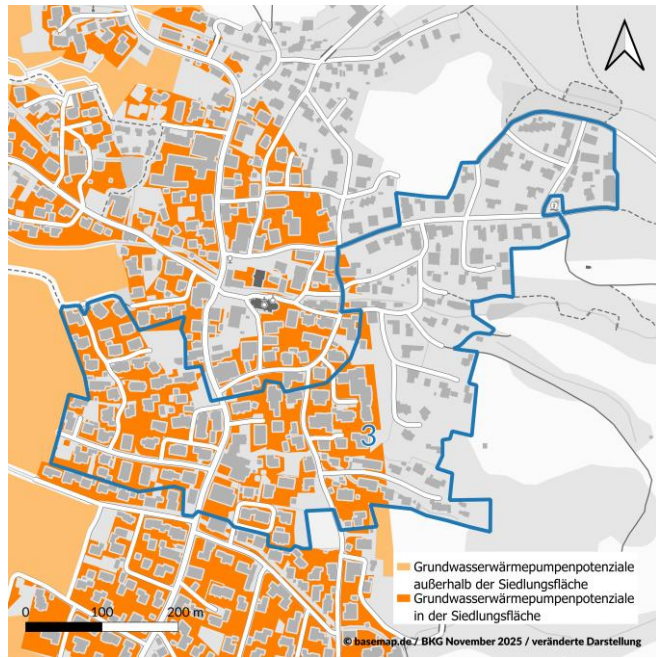 3
Grundwasserwärmepumpenpotenziale
außerhalb der Siedlungsfläche
Grundwasserwärmepumpenpotenziale
in der Siedlungsfläche
0 100 200 m
© basemap.de / BKG November 2025 / veränderte Darstellung